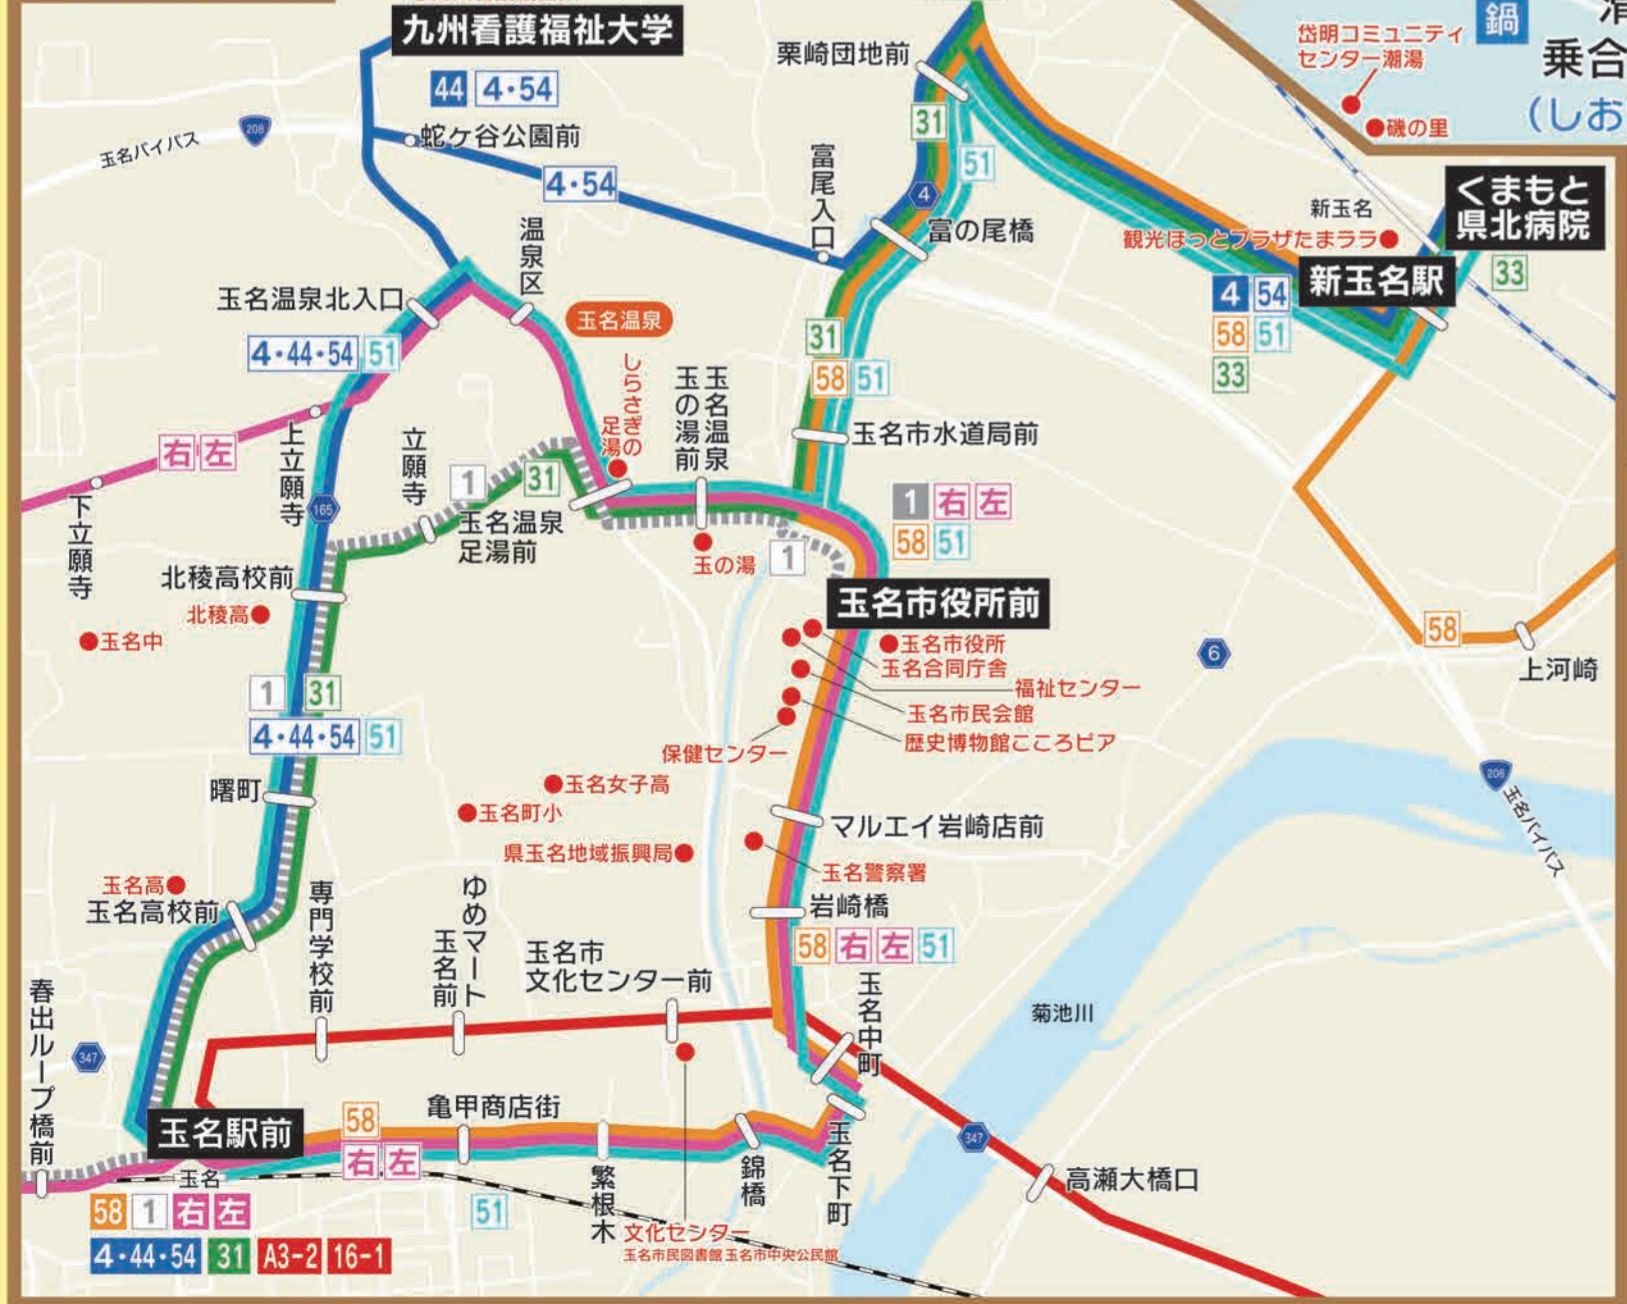 九州看護福祉大学
44 4・54
蛇ケ谷公園前
208
玉名バイパス
4・54
栗崎団地前
31
51
4
富尾入口
富の尾橋
鍋
岱明コミュニティ
センター潮湯
磯の里
乗合
(しお
くまもと
県北病院
33
新玉名
観光ほっとプラザたまララ
新玉名駅
4 54
58 51
33
温泉区
玉名温泉北入口
4・44・54 51
玉名温泉
しらさぎの
足湯
玉名温泉
玉の湯前
31
58 51
玉名市水道局前
右 左
上立願寺
下立願寺
立願寺
165
1 31
玉名温泉
足湯前
玉の湯
1
1 右 左
58 51
北稜高校前
北稜高
玉名中
玉名市役所前
玉名市役所
玉名合同庁舎
福祉センター
玉名市民会館
歴史博物館こころピア
保健センター
6
58
上河崎
1 31
4・44・54 51
曙町
玉名女子高
玉名町小
県玉名地域振興局
マルエイ岩崎店前
玉名警察署
208
玉名バイパス
玉名高
玉名高校前
専門学校前
ゆめマート
玉名前
玉名市
文化センター前
岩崎橋
58 右 左 51
玉名中町
菊池川
春出ループ橋前
347
玉名駅前
玉名
58
右 左
亀甲商店街
繁根木
錦橋
玉名下町
347
高瀬大橋口
58 1 右 左
51
4・44・54 31 A3-2 16-1
文化センター
玉名市民図書館 玉名市中央公民館